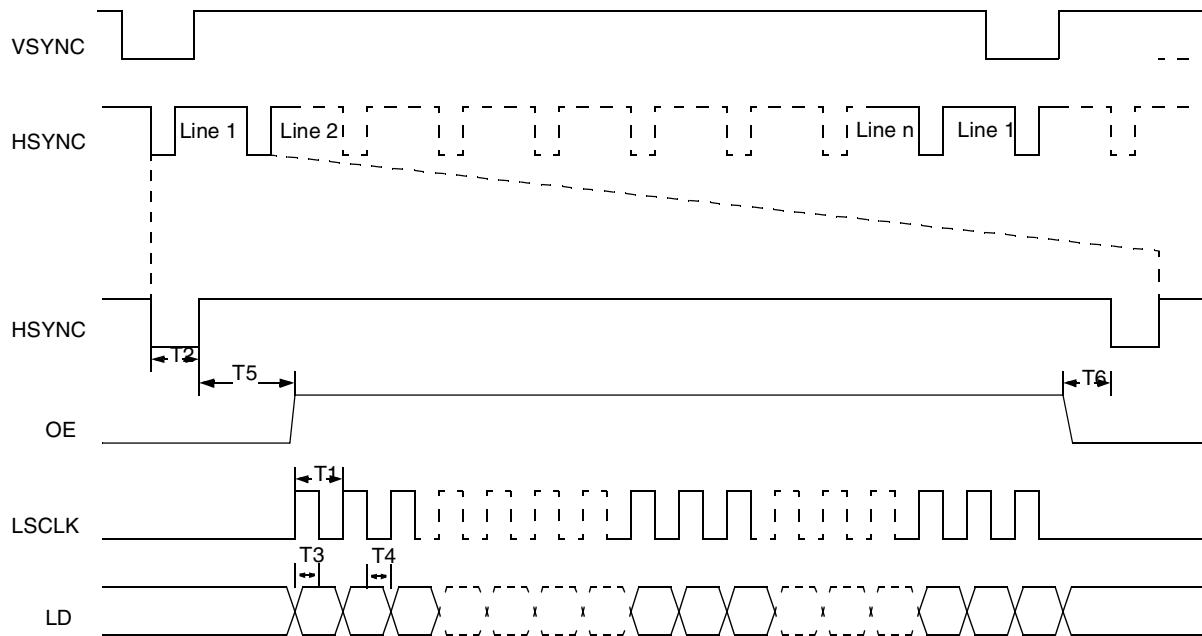 VSYNC
HSYNC
Line 1
Line 2
Line n
Line 1
HSYNC
T2
T5
T6
OE
T1
LSCLK
T3
T4
LD